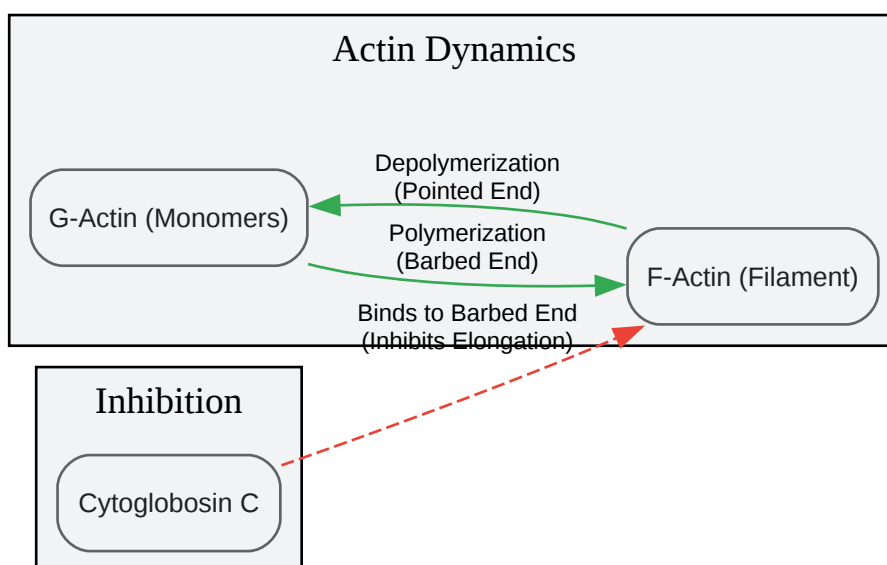 Actin Dynamics
Depolymerization
(Pointed End)
G-Actin (Monomers)
Polymerization
(Barbed End)
F-Actin (Filament)
Binds to Barbed End
(Inhibits Elongation)
Inhibition
Cytoglobosin C